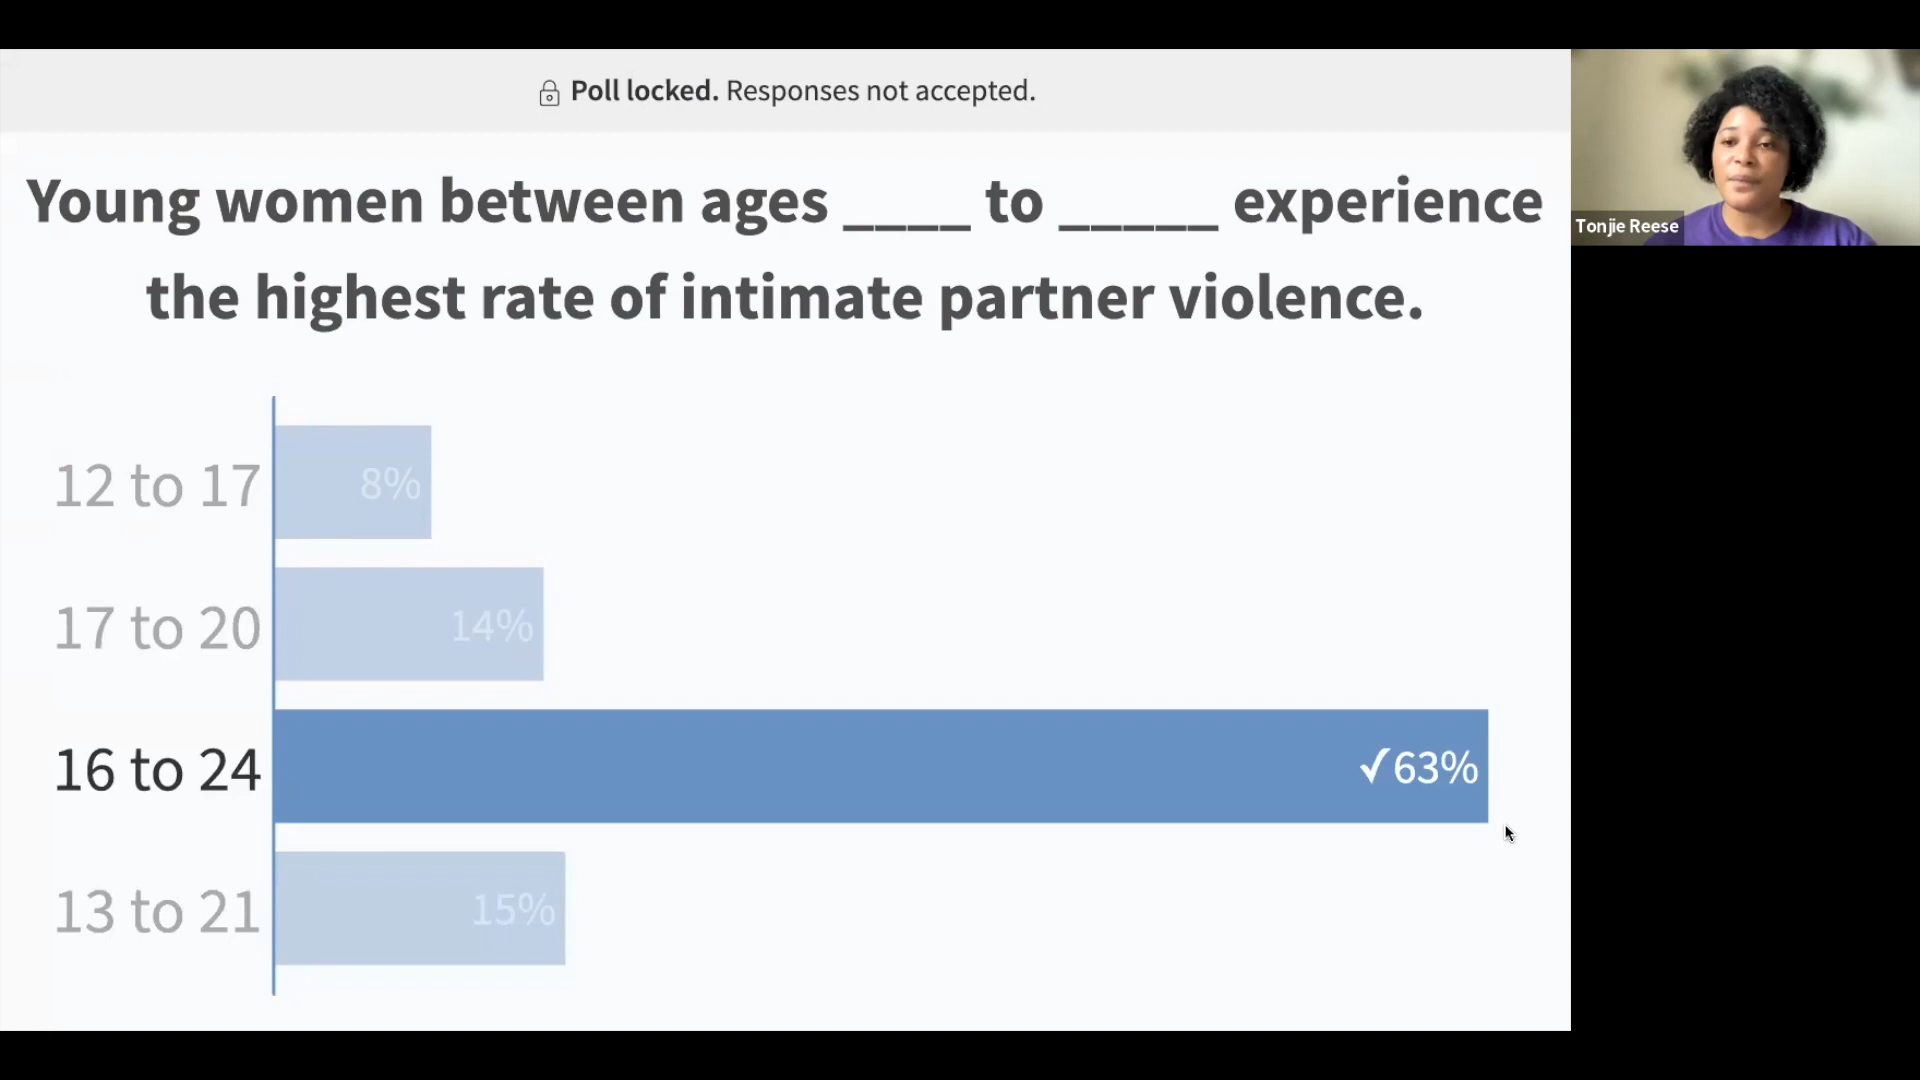 Poll locked. Responses not accepted.
Young women between ages ____ to _____ experience
the highest rate of intimate partner violence.
12 to 17 8%
17 to 20 14%
16 to 24 ✓63%
13 to 21 15%
Tonjie Reese